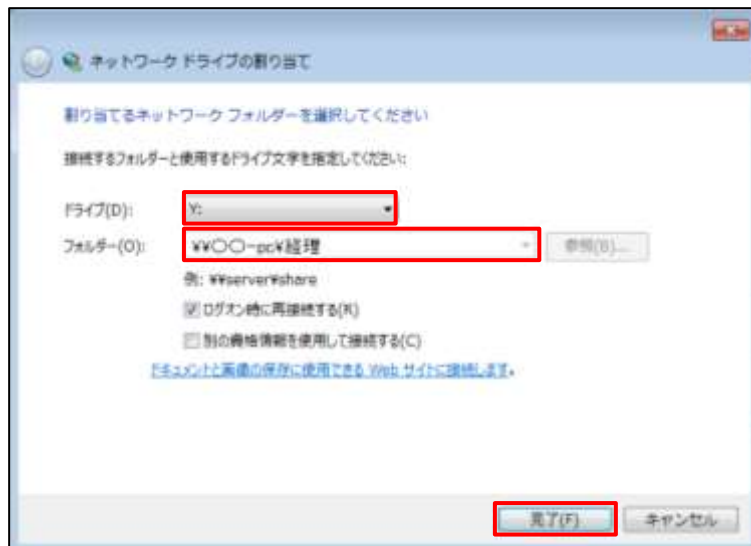 ネットワーク ドライブの割り当て
割り当てるネットワーク フォルダーを選択してください
接続するフォルダーと使用するドライブ文字を指定してください:
ドライブ(D): Y:
フォルダー(O): ¥¥〇〇-pc¥経理 参照(B)...
例: ¥¥server¥share
ログオン時に再接続する(R)
別の資格情報を使用して接続する(C)
ドキュメントと画像の保存に使用できる Web サイトに接続します。
完了(F) キャンセル